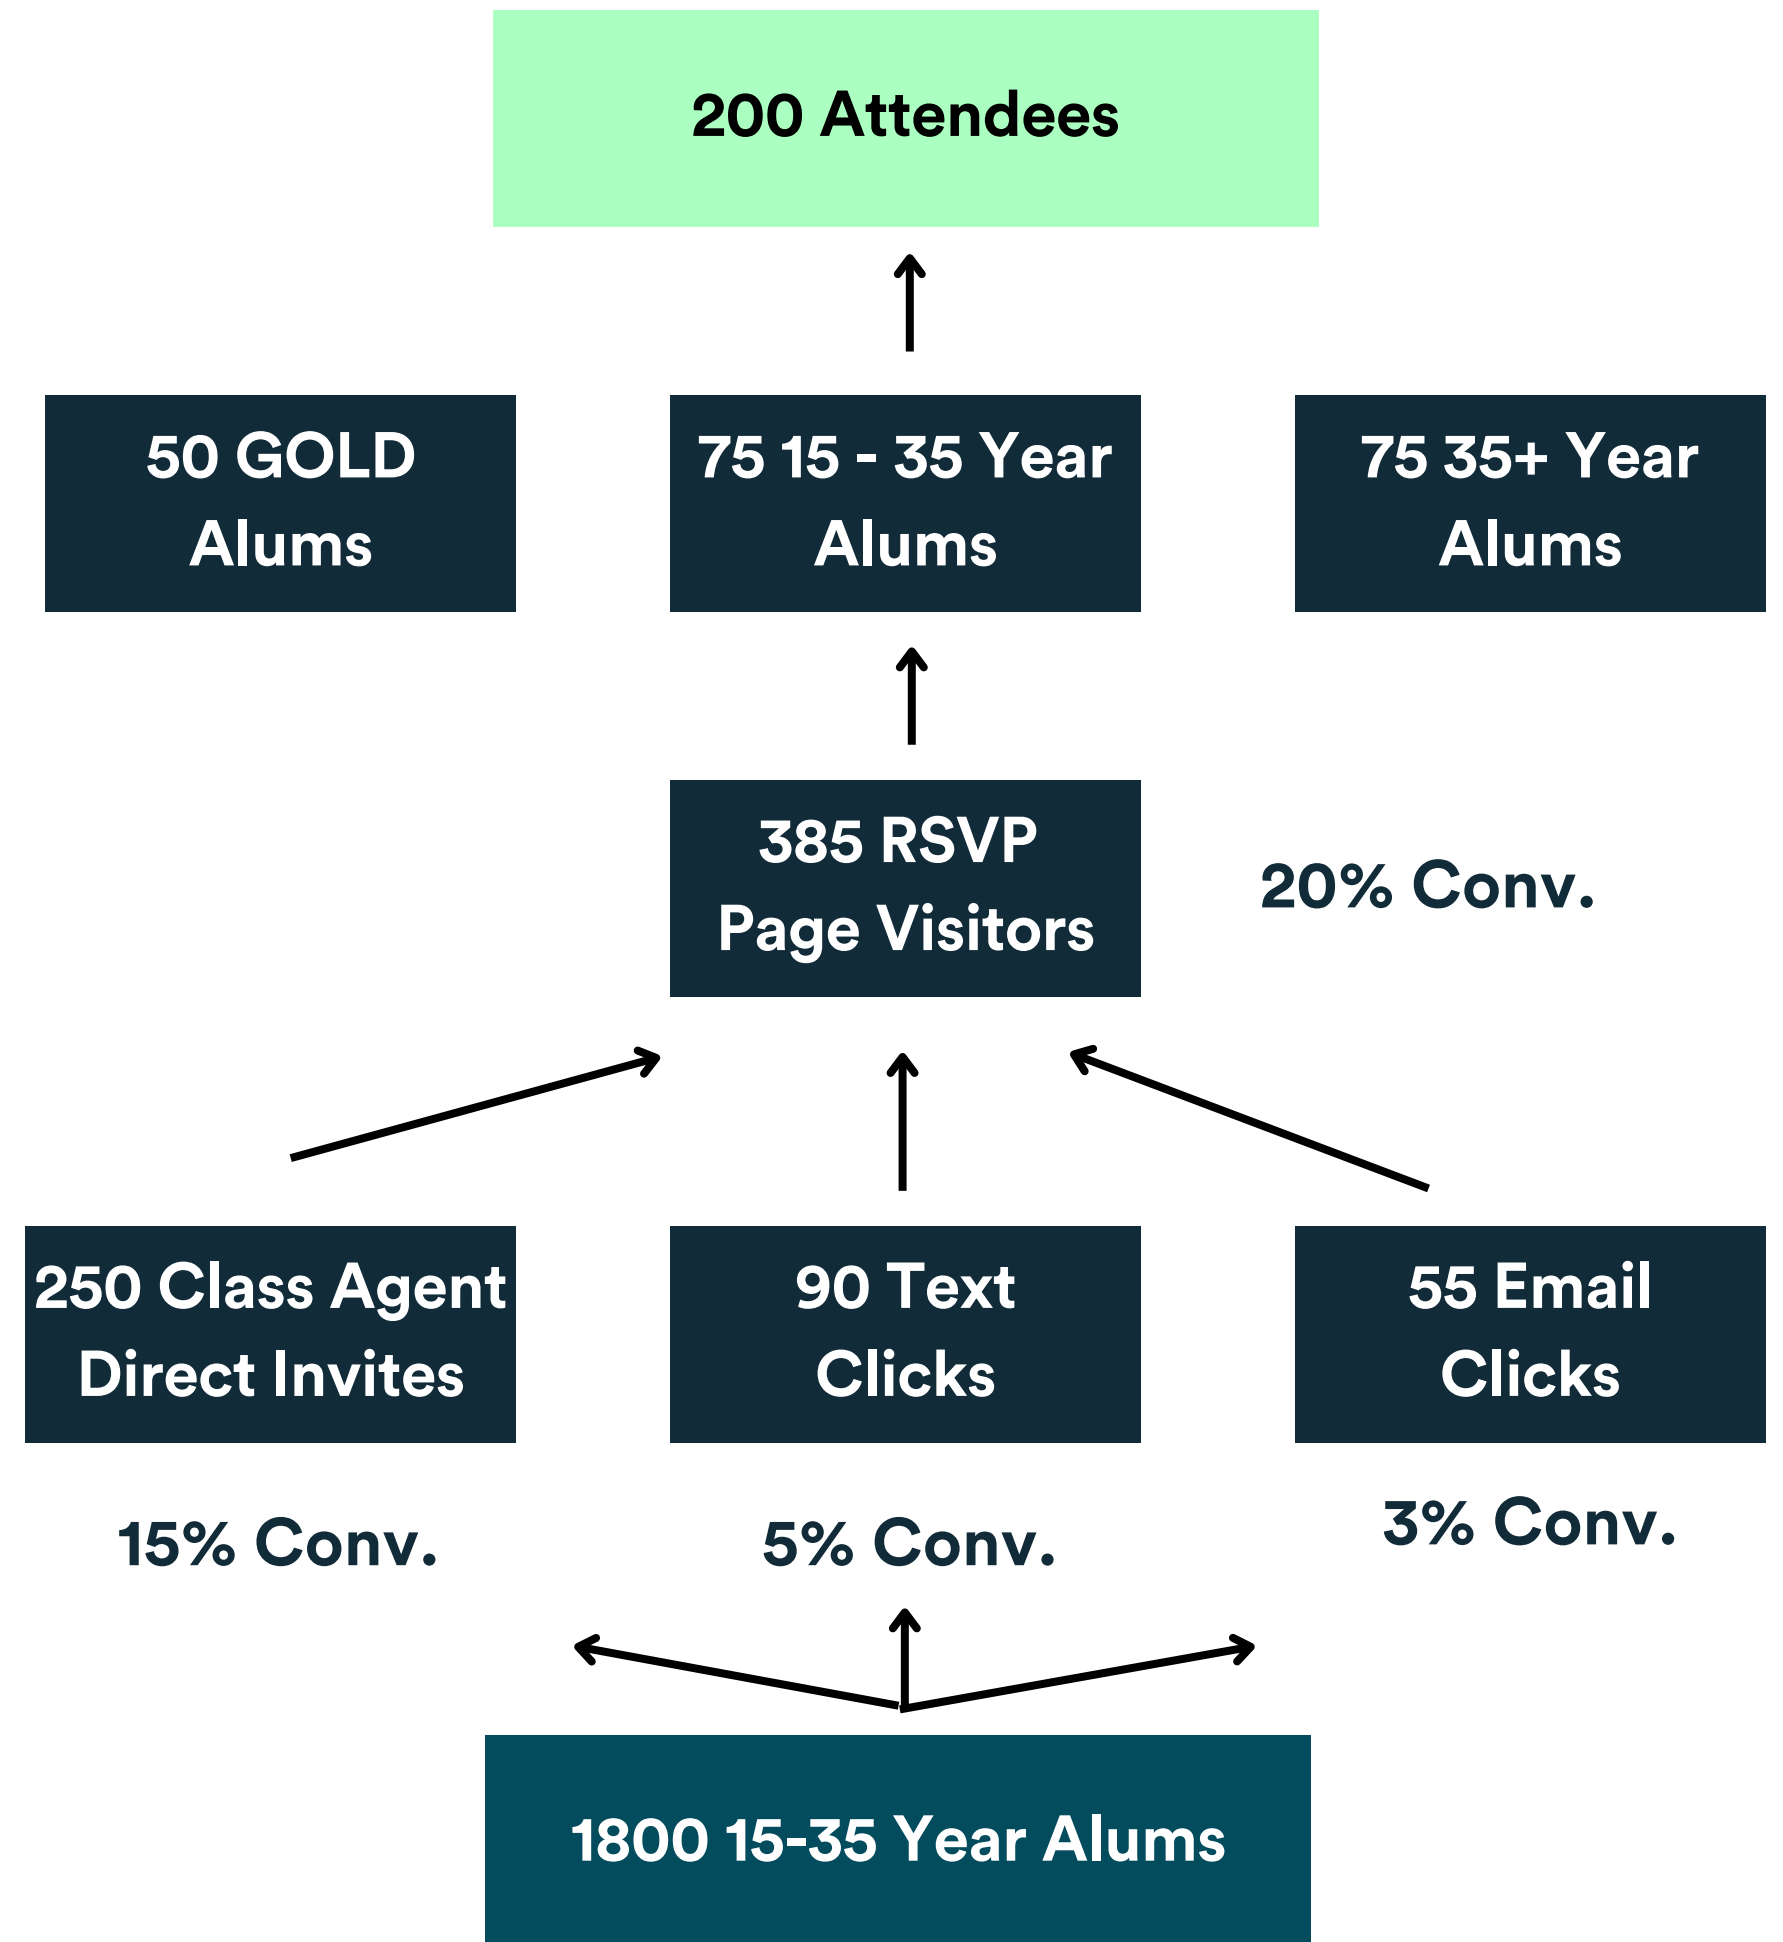 200 Attendees
50 GOLD
Alums
75 15 - 35 Year
Alums
75 35+ Year
Alums
385 RSVP
Page Visitors
20% Conv.
250 Class Agent
Direct Invites
90 Text
Clicks
55 Email
Clicks
15% Conv.
5% Conv.
3% Conv.
1800 15-35 Year Alums